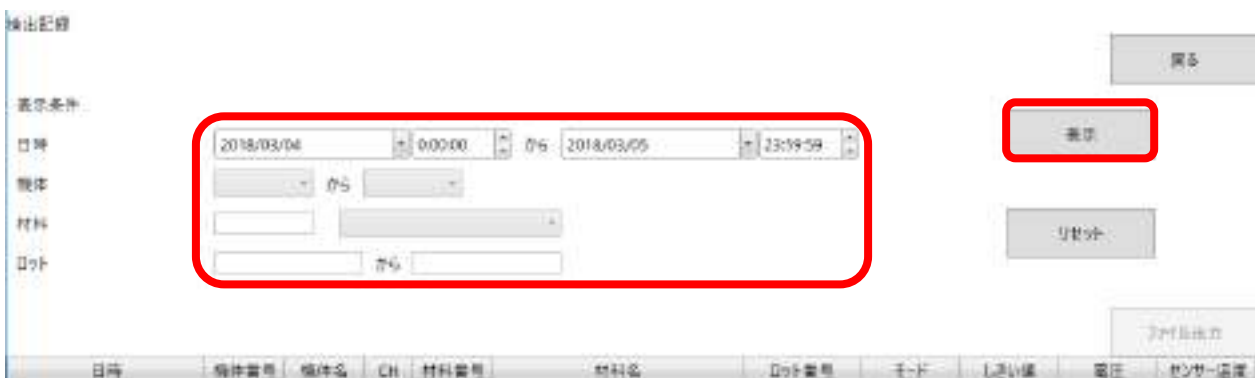 検出記録
戻る
表示条件
表示
日時 2018/03/04 0:00:00 から 2018/03/05 23:59:59
機体 から
材料
リセット
ロット から
ファイル出力
日時 機体番号 機体名 CH 材料番号 材料名 ロット番号 モード しきい値 電圧 センサー温度